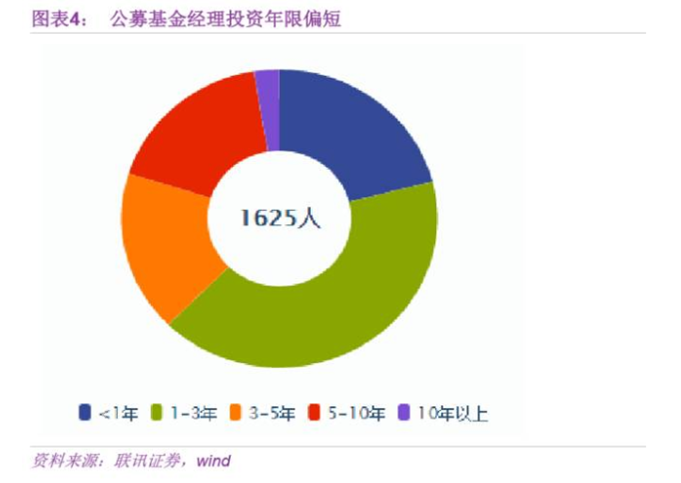 图表4： 公募基金经理投资年限偏短
1625人
<1年 1-3年 3-5年 5-10年 10年以上
资料来源：联讯证券，wind